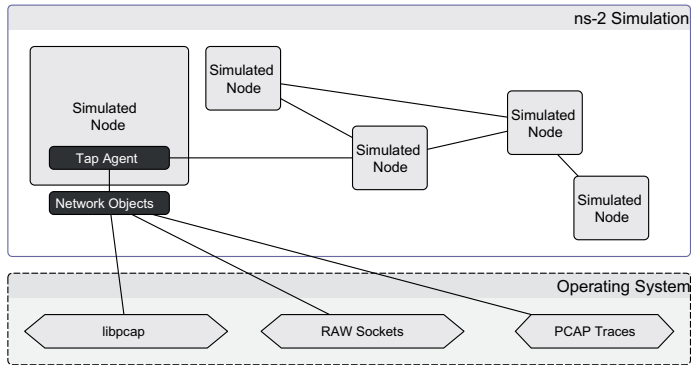 ns-2 Simulation
Simulated
Node
Tap Agent
Network Objects
Simulated
Node
Simulated
Node
Simulated
Node
Simulated
Node
Operating System
libpcap
RAW Sockets
PCAP Traces